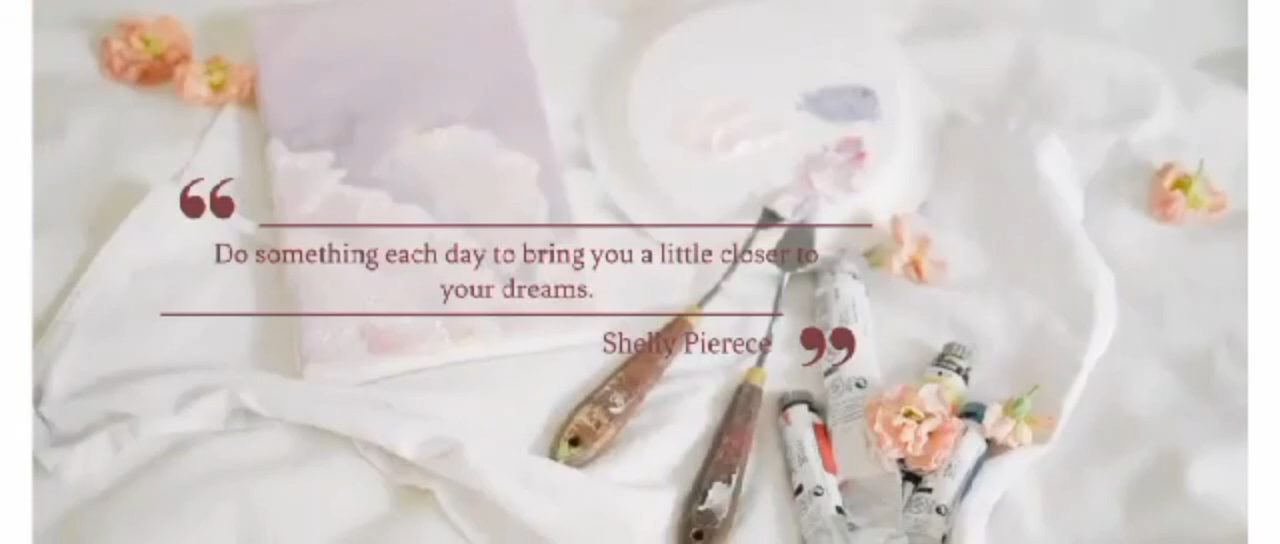 “
Do something each day to bring you a little closer to
your dreams.
Shelly Pierece ”